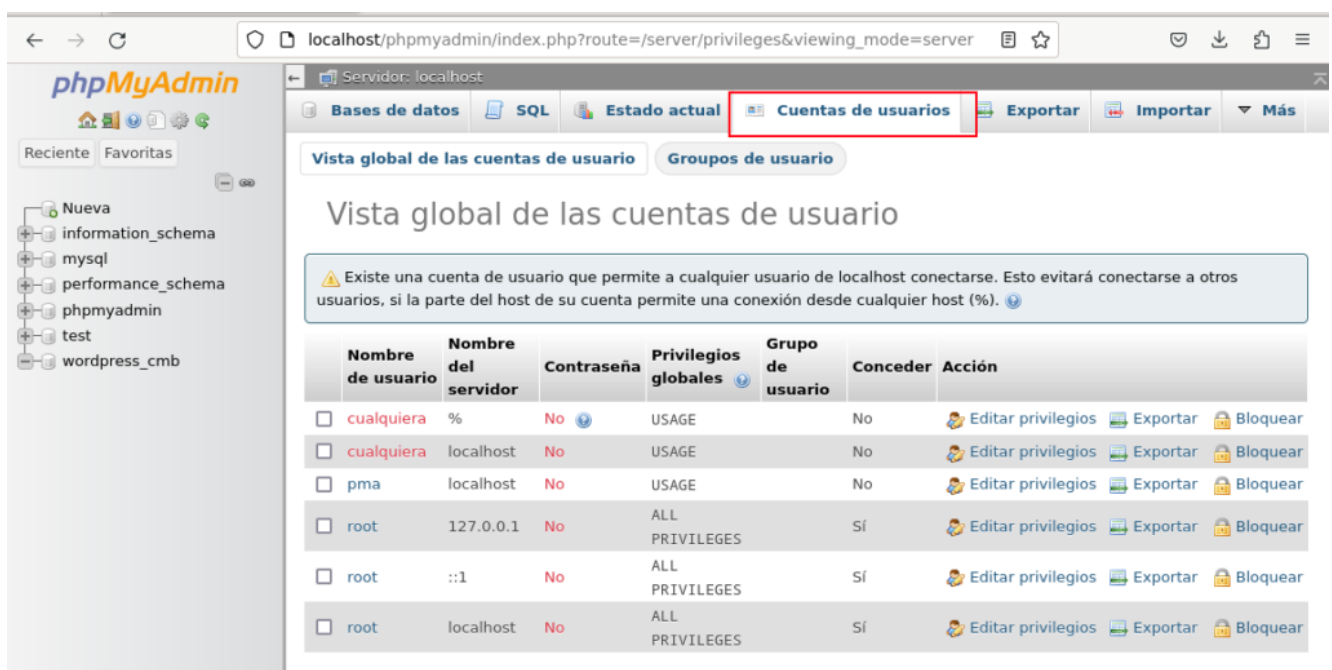 localhost/phpmyadmin/index.php?route=/server/privileges&viewing_mode=server
phpMyAdmin
Reciente Favoritas
Nueva
information_schema
mysql
performance_schema
phpmyadmin
test
wordpress_cmb
Servidor: localhost
Bases de datos SQL Estado actual Cuentas de usuarios Exportar Importar Más
Vista global de las cuentas de usuario Groupos de usuario
Vista global de las cuentas de usuario
Existe una cuenta de usuario que permite a cualquier usuario de localhost conectarse. Esto evitará conectarse a otros
usuarios, si la parte del host de su cuenta permite una conexión desde cualquier host (%).
Nombre de usuario Nombre del servidor Contraseña Privilegios globales Grupo de usuario Conceder Acción
cualquiera % No USAGE No Editar privilegios Exportar Bloquear
cualquiera localhost No USAGE No Editar privilegios Exportar Bloquear
pma localhost No USAGE No Editar privilegios Exportar Bloquear
root 127.0.0.1 No ALL PRIVILEGES Sí Editar privilegios Exportar Bloquear
root ::1 No ALL PRIVILEGES Sí Editar privilegios Exportar Bloquear
root localhost No ALL PRIVILEGES Sí Editar privilegios Exportar Bloquear